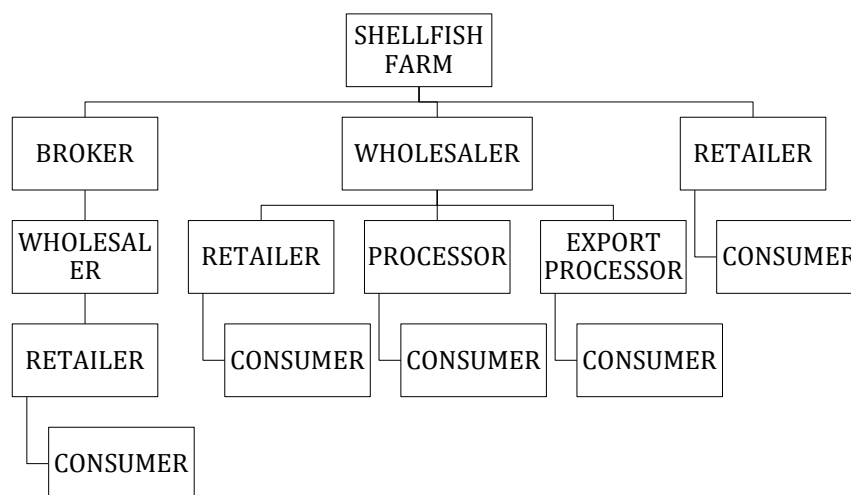 SHELLFISH
FARM
BROKER
WHOLESALER
RETAILER
WHOLESAL
ER
RETAILER
PROCESSOR
EXPORT
PROCESSOR
CONSUMER
RETAILER
CONSUMER
CONSUMER
CONSUMER
CONSUMER